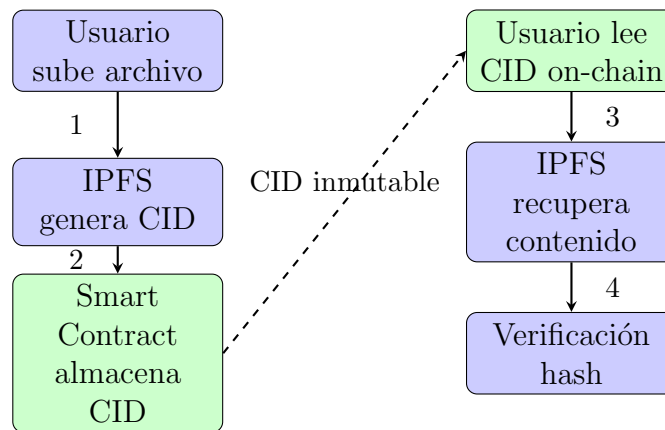 Usuario
sube archivo
1
IPFS
genera CID
2
Smart
Contract
almacena
CID
CID inmutable
Usuario lee
CID on-chain
3
IPFS
recupera
contenido
4
Verificación
hash